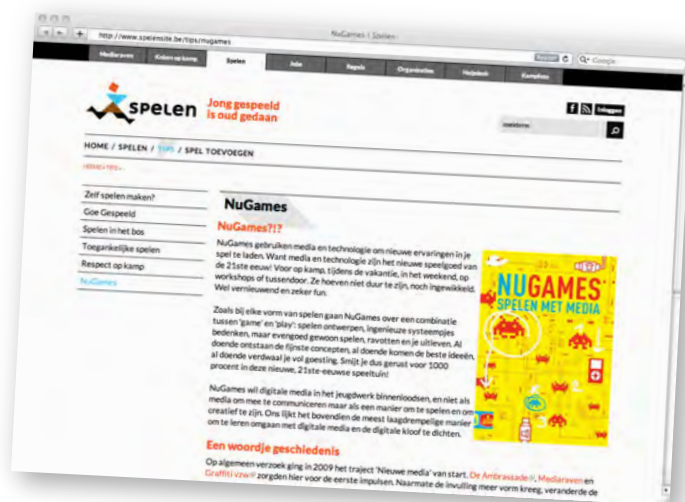 NuGames | Spelen
http://www.spelensite.be/tips/nugames
Google
Mediaraven
Koken op kamp
Spelen
Jobs
Regels
Organisaties
Helpdesk
Kampfoto
SPELEN
Jong gespeeld
is oud gedaan
Inloggen
zoekterm
HOME / SPELEN / TIPS / SPEL TOEVOEGEN
HOME » TIPS »
Zelf spelen maken?
Goe Gespeeld
Spelen in het bos
Toegankelijke spelen
Respect op kamp
NuGames
NuGames
NuGames?!?
NuGames gebruiken media en technologie om nieuwe ervaringen in je
spel te laden. Want media en technologie zijn het nieuwe speelgoed van
de 21ste eeuw! Voor op kamp, tijdens de vakantie, in het weekend, op
workshops of tussendoor. Ze hoeven niet duur te zijn, noch ingewikkeld.
Wel vernieuwend en zeker fun.
Zoals bij elke vorm van spelen gaan NuGames over een combinatie
tussen 'game' en 'play': spelen ontwerpen, ingenieuze systeempjes
bedenken, maar evengoed gewoon spelen, ravotten en je uitleven. Al
doende ontstaan de fijnste concepten, al doende komen de beste ideeën,
al doende verdwaal je vol goesting. Smijt je dus gerust voor 1000
procent in deze nieuwe, 21ste-eeuwse speeltuin!
NuGames wil digitale media in het jeugdwerk binnenloodsen, en niet als
media om mee te communiceren maar als een manier om te spelen en om
creatief te zijn. Ons lijkt het bovendien de meest laagdrempelige manier
om te leren omgaan met digitale media en de digitale kloof te dichten.
NUGAMES
SPELEN MET MEDIA
Een woordje geschiedenis
Op algemeen verzoek ging in 2009 het traject 'Nieuwe media' van start. De Ambrassade, Mediaraven en
Graffiti vzw zorgden hier voor de eerste impulsen. Naarmate de invulling meer vorm kreeg, veranderde de